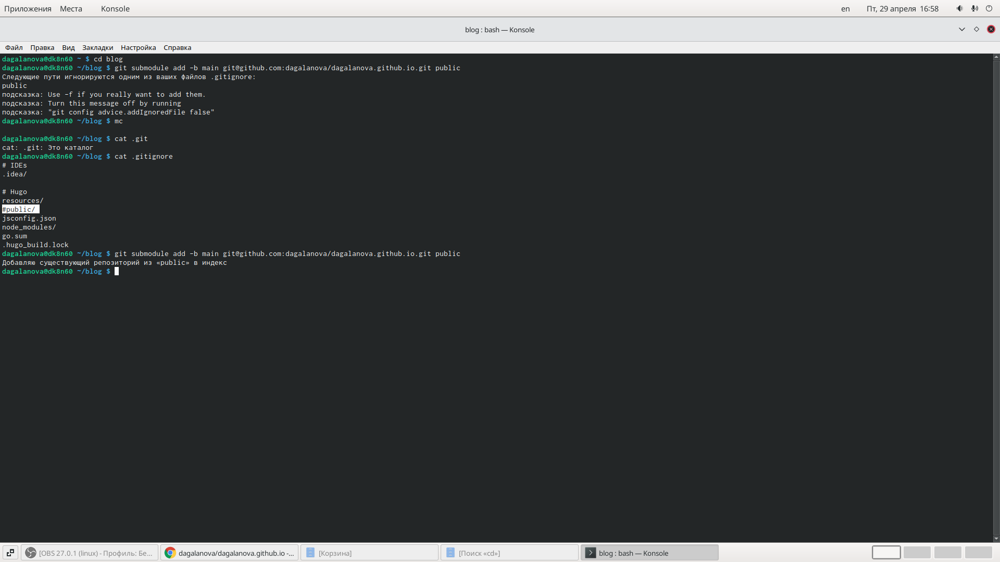 Приложения Места Konsole en Пт, 29 апреля 16:58
blog : bash — Konsole
Файл Правка Вид Закладки Настройка Справка
dagalanova@dk8n60 ~ $ cd blog
dagalanova@dk8n60 ~/blog $ git submodule add -b main git@github.com:dagalanova/dagalanova.github.io.git public
Следующие пути игнорируются одним из ваших файлов .gitignore:
public
подсказка: Use -f if you really want to add them.
подсказка: Turn this message off by running
подсказка: "git config advice.addIgnoredFile false"
dagalanova@dk8n60 ~/blog $ mc
dagalanova@dk8n60 ~/blog $ cat .git
cat: .git: Это каталог
dagalanova@dk8n60 ~/blog $ cat .gitignore
# IDEs
.idea/
# Hugo
resources/
#public/
jsconfig.json
node_modules/
go.sum
.hugo_build.lock
dagalanova@dk8n60 ~/blog $ git submodule add -b main git@github.com:dagalanova/dagalanova.github.io.git public
Добавляю существующий репозиторий из «public» в индекс
dagalanova@dk8n60 ~/blog $
[OBS 27.0.1 (linux) - Профиль: Бе... dagalanova/dagalanova.github.io -... [Корзина] [Поиск «cd»] blog : bash — Konsole